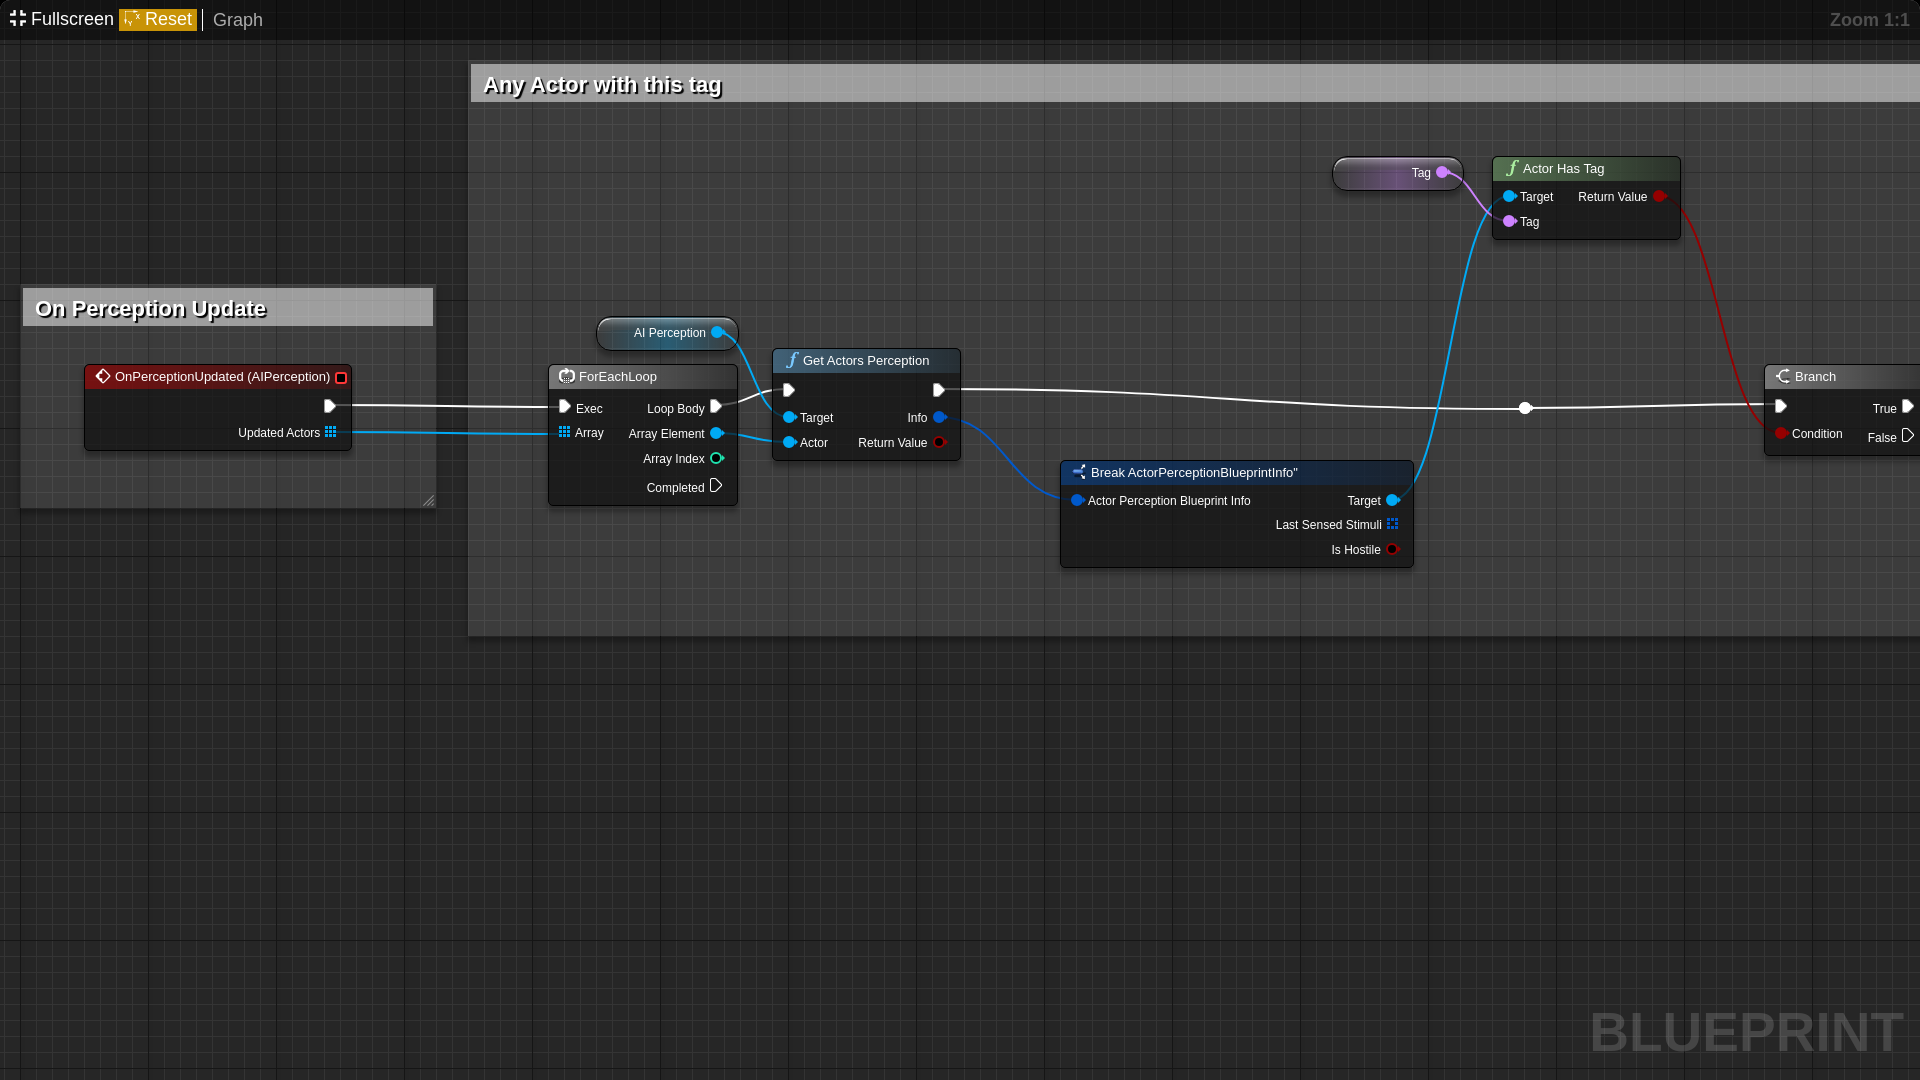 Fullscreen Reset Graph
Zoom 1:1
Any Actor with this tag
Tag
Actor Has Tag
Target Return Value
Tag
On Perception Update
OnPerceptionUpdated (AIPerception)
Updated Actors
AI Perception
ForEachLoop
Exec Loop Body
Array Array Element
Array Index
Completed
Get Actors Perception
Target Info
Actor Return Value
Break ActorPerceptionBlueprintInfo"
Actor Perception Blueprint Info Target
Last Sensed Stimuli
Is Hostile
Branch
True
Condition False
BLUEPRINT